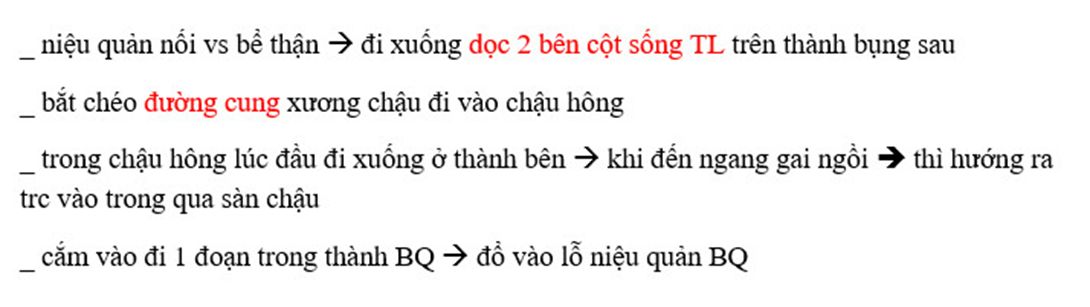 _ niệu quản nối vs bể thận → đi xuống dọc 2 bên cột sống TL trên thành bụng sau
_ bắt chéo đường cung xương chậu đi vào chậu hông
_ trong chậu hông lúc đầu đi xuống ở thành bên → khi đến ngang gai ngồi → thì hướng ra
trc vào trong qua sàn chậu
_ cắm vào đi 1 đoạn trong thành BQ → đổ vào lỗ niệu quản BQ